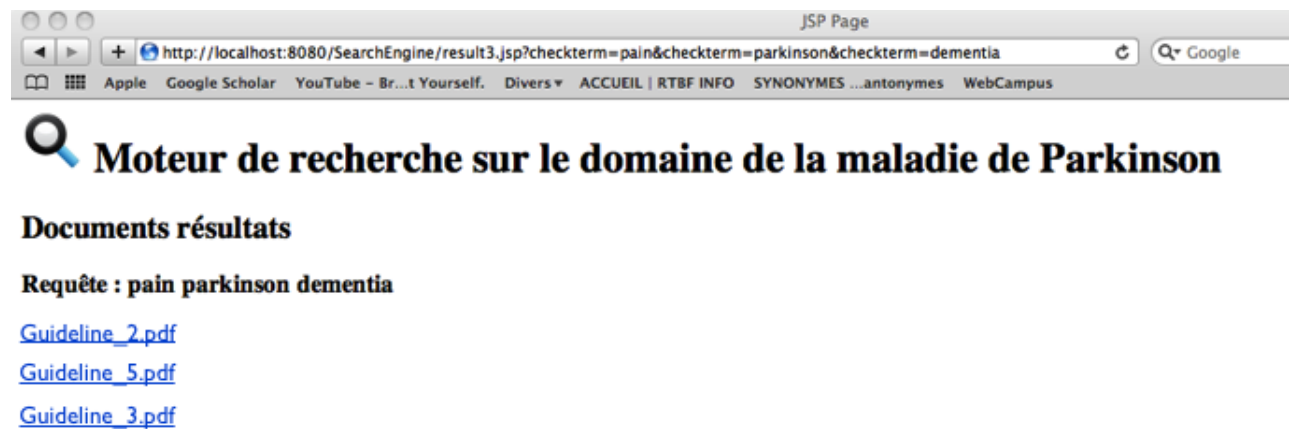 JSP Page
http://localhost:8080/SearchEngine/result3.jsp?checkterm=pain&checkterm=parkinson&checkterm=dementia
Google
Apple Google Scholar YouTube – Br...t Yourself. Divers ACCUEIL | RTBF INFO SYNONYMES ...antonymes WebCampus
Moteur de recherche sur le domaine de la maladie de Parkinson
Documents résultats
Requête : pain parkinson dementia
Guideline_2.pdf
Guideline_5.pdf
Guideline_3.pdf